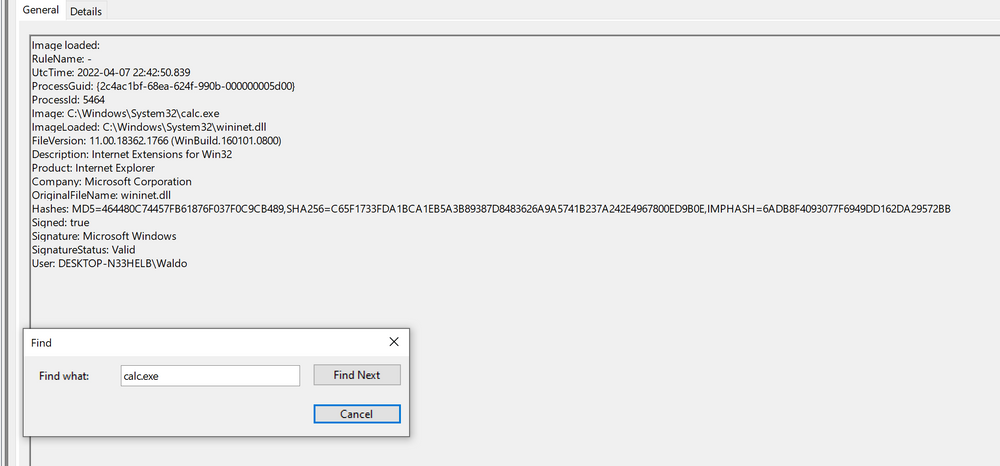 General Details
Image loaded:
RuleName: -
UtcTime: 2022-04-07 22:42:50.839
ProcessGuid: {2c4ac1bf-68ea-624f-990b-000000005d00}
ProcessId: 5464
Image: C:\Windows\System32\calc.exe
ImageLoaded: C:\Windows\System32\wininet.dll
FileVersion: 11.00.18362.1766 (WinBuild.160101.0800)
Description: Internet Extensions for Win32
Product: Internet Explorer
Company: Microsoft Corporation
OriginalFileName: wininet.dll
Hashes: MD5=464480C74457FB61876F037F0C9CB489,SHA256=C65F1733FDA1BCA1EB5A3B89387D8483626A9A5741B237A242E4967800ED9B0E,IMPHASH=6ADB8F4093077F6949DD162DA29572BB
Signed: true
Signature: Microsoft Windows
SignatureStatus: Valid
User: DESKTOP-N33HELB\Waldo
Find
Find what: calc.exe Find Next
Cancel